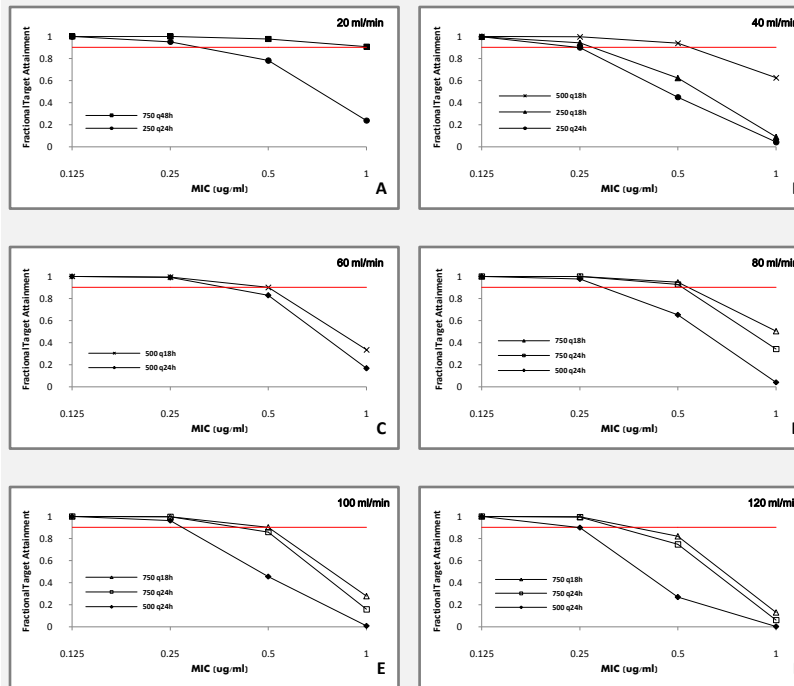 20 ml/min
Fractional Target Attainment
1
0.8
0.6
0.4
0.2
0
750 q48h
250 q24h
0.125 0.25 0.5 1
MIC (ug/ml)
A
40 ml/min
Fractional Target Attainment
1
0.8
0.6
0.4
0.2
0
500 q18h
250 q18h
250 q24h
0.125 0.25 0.5 1
MIC (ug/ml)
60 ml/min
Fractional Target Attainment
1
0.8
0.6
0.4
0.2
0
500 q18h
500 q24h
0.125 0.25 0.5 1
MIC (ug/ml)
C
80 ml/min
Fractional Target Attainment
1
0.8
0.6
0.4
0.2
0
750 q18h
750 q24h
500 q24h
0.125 0.25 0.5 1
MIC (ug/ml)
100 ml/min
Fractional Target Attainment
1
0.8
0.6
0.4
0.2
0
750 q18h
750 q24h
500 q24h
0.125 0.25 0.5 1
MIC (ug/ml)
E
120 ml/min
Fractional Target Attainment
1
0.8
0.6
0.4
0.2
0
750 q18h
750 q24h
500 q24h
0.125 0.25 0.5 1
MIC (ug/ml)